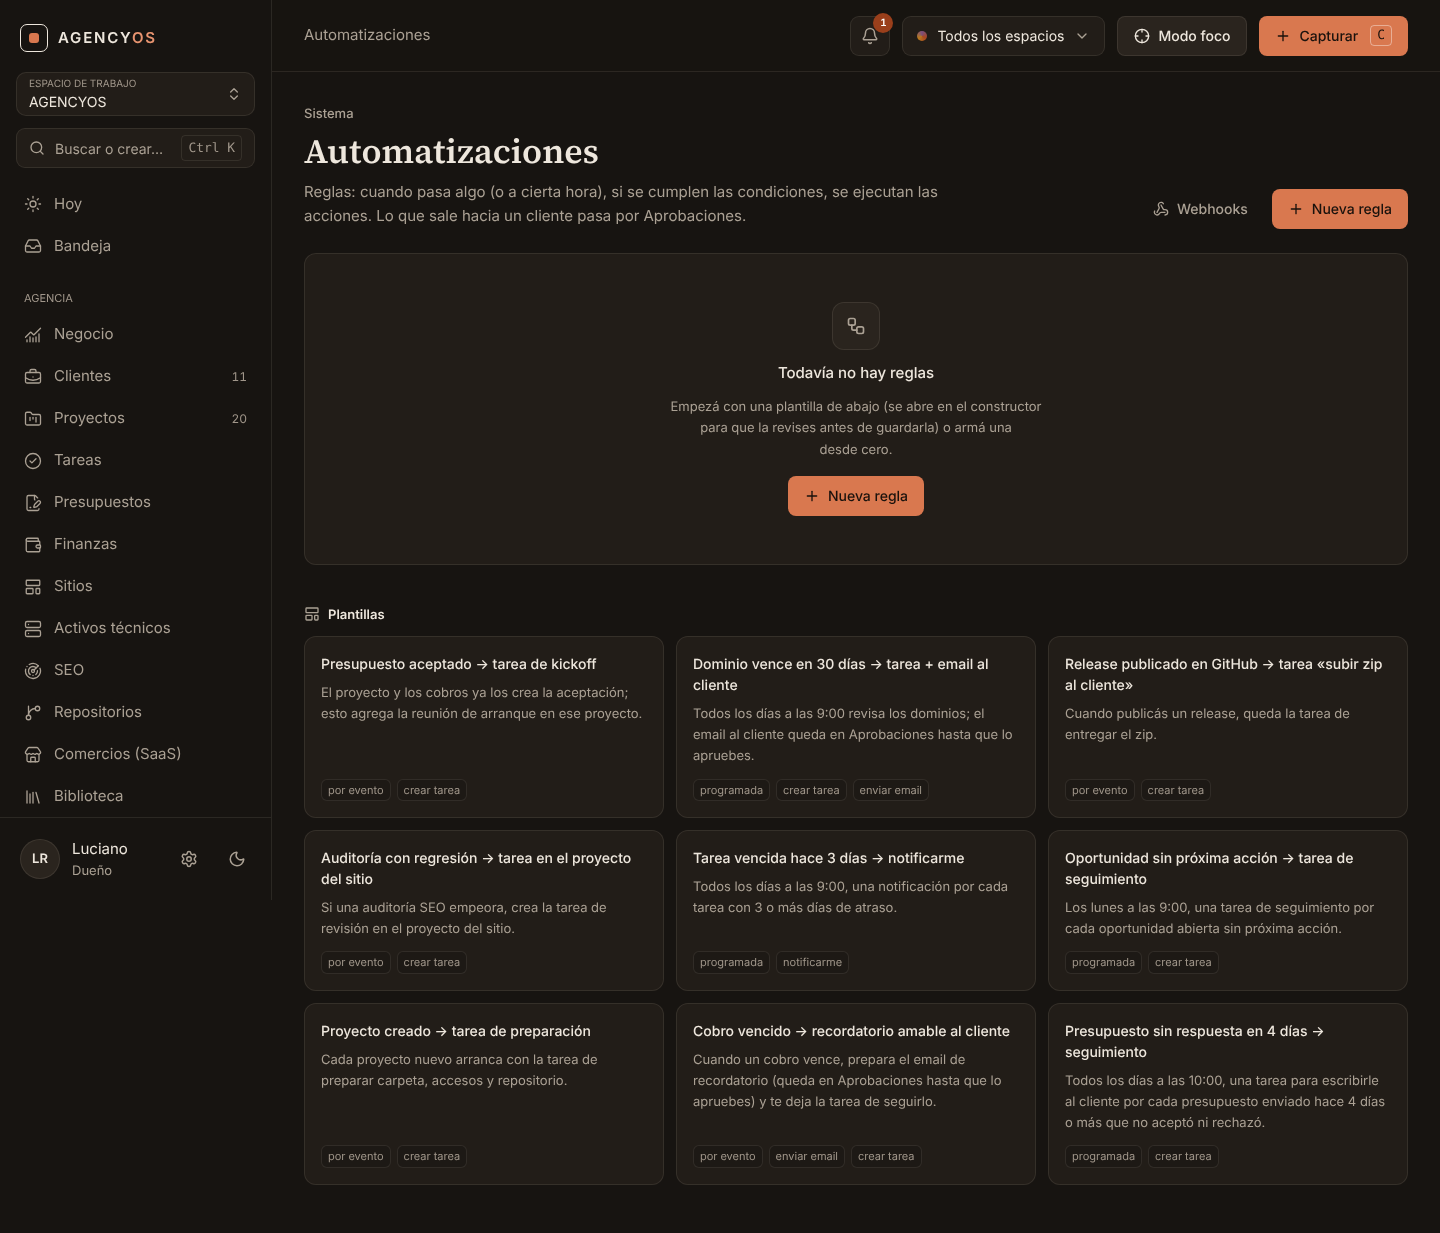 AGENCYOS
ESPACIO DE TRABAJO
AGENCYOS
Buscar o crear... Ctrl K
Hoy
Bandeja
AGENCIA
Negocio
Clientes 11
Proyectos 20
Tareas
Presupuestos
Finanzas
Sitios
Activos técnicos
SEO
Repositorios
Comercios (SaaS)
Biblioteca
LR
Luciano
Dueño
Automatizaciones
1
Todos los espacios
Modo foco
Capturar C
Sistema
Automatizaciones
Reglas: cuando pasa algo (o a cierta hora), si se cumplen las condiciones, se ejecutan las
acciones. Lo que sale hacia un cliente pasa por Aprobaciones.
Webhooks
Nueva regla
Todavía no hay reglas
Empezá con una plantilla de abajo (se abre en el constructor
para que la revises antes de guardarla) o armá una
desde cero.
Nueva regla
Plantillas
Presupuesto aceptado → tarea de kickoff
El proyecto y los cobros ya los crea la aceptación;
esto agrega la reunión de arranque en ese proyecto.
por evento crear tarea
Dominio vence en 30 días → tarea + email al
cliente
Todos los días a las 9:00 revisa los dominios; el
email al cliente queda en Aprobaciones hasta que lo
apruebes.
programada crear tarea enviar email
Release publicado en GitHub → tarea «subir zip
al cliente»
Cuando publicás un release, queda la tarea de
entregar el zip.
por evento crear tarea
Auditoría con regresión → tarea en el proyecto
del sitio
Si una auditoría SEO empeora, crea la tarea de
revisión en el proyecto del sitio.
por evento crear tarea
Tarea vencida hace 3 días → notificarme
Todos los días a las 9:00, una notificación por cada
tarea con 3 o más días de atraso.
programada notificarme
Oportunidad sin próxima acción → tarea de
seguimiento
Los lunes a las 9:00, una tarea de seguimiento por
cada oportunidad abierta sin próxima acción.
programada crear tarea
Proyecto creado → tarea de preparación
Cada proyecto nuevo arranca con la tarea de
preparar carpeta, accesos y repositorio.
por evento crear tarea
Cobro vencido → recordatorio amable al cliente
Cuando un cobro vence, prepara el email de
recordatorio (queda en Aprobaciones hasta que lo
apruebes) y te deja la tarea de seguirlo.
por evento enviar email crear tarea
Presupuesto sin respuesta en 4 días →
seguimiento
Todos los días a las 10:00, una tarea para escribirle
al cliente por cada presupuesto enviado hace 4 días
o más que no aceptó ni rechazó.
programada crear tarea